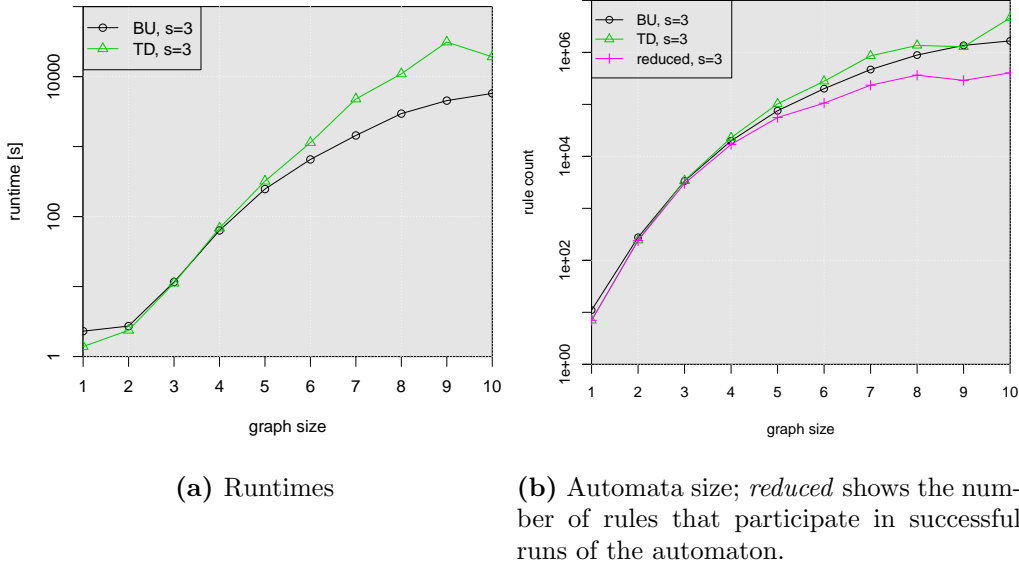 BU, s=3
TD, s=3
10000
100
1
runtime [s]
1 2 3 4 5 6 7 8 9 10
graph size
BU, s=3
TD, s=3
reduced, s=3
1e+06
1e+04
1e+02
1e+00
rule count
1 2 3 4 5 6 7 8 9 10
graph size
(a) Runtimes
(b) Automata size; reduced shows the num-
ber of rules that participate in successful
runs of the automaton.